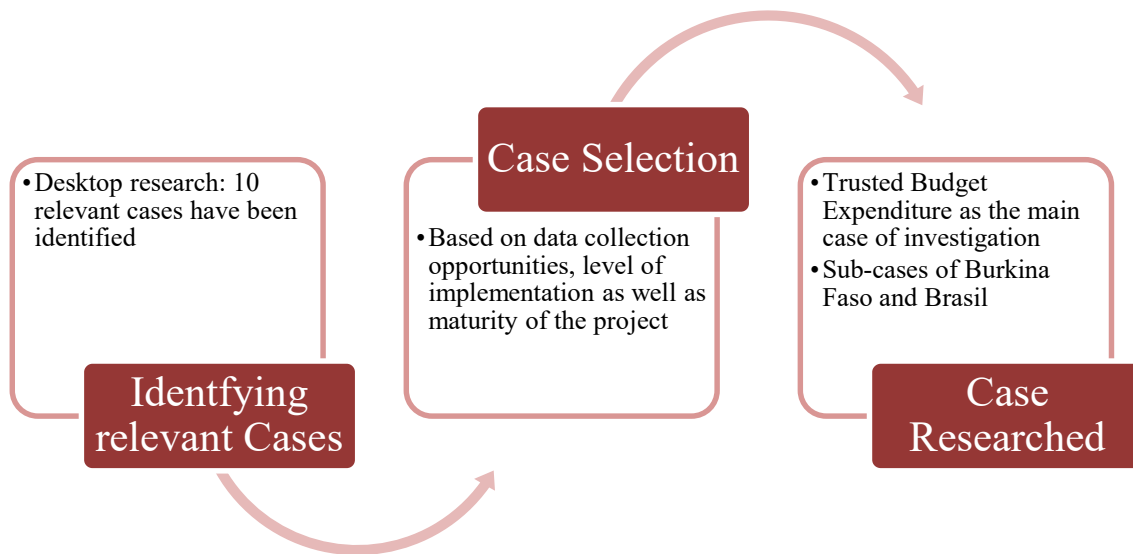 •Desktop research: 10
relevant cases have been
identified
Identfying
relevant Cases
Case Selection
•Based on data collection
opportunities, level of
implementation as well as
maturity of the project
•Trusted Budget
Expenditure as the main
case of investigation
•Sub-cases of Burkina
Faso and Brasil
Case
Researched